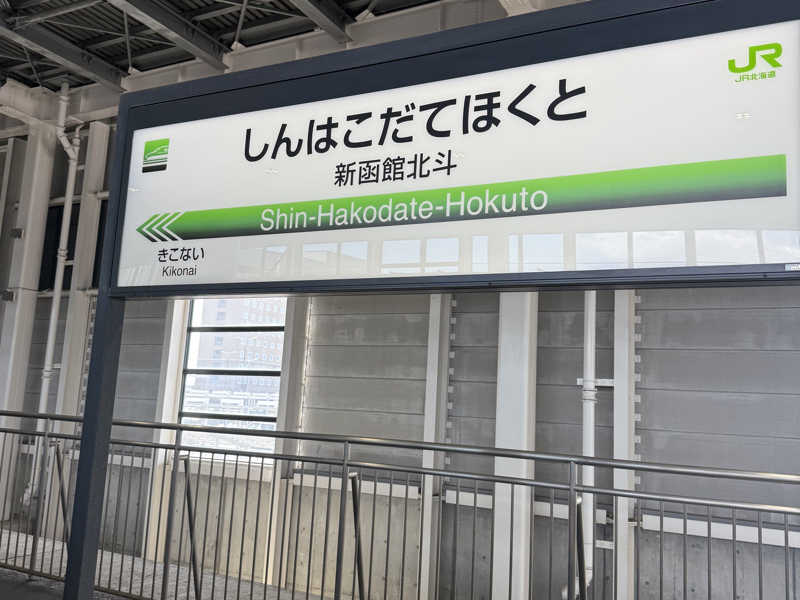 JR
JR北海道
しんはこだてほくと
新函館北斗
Shin-Hakodate-Hokuto
きこない
Kikonai